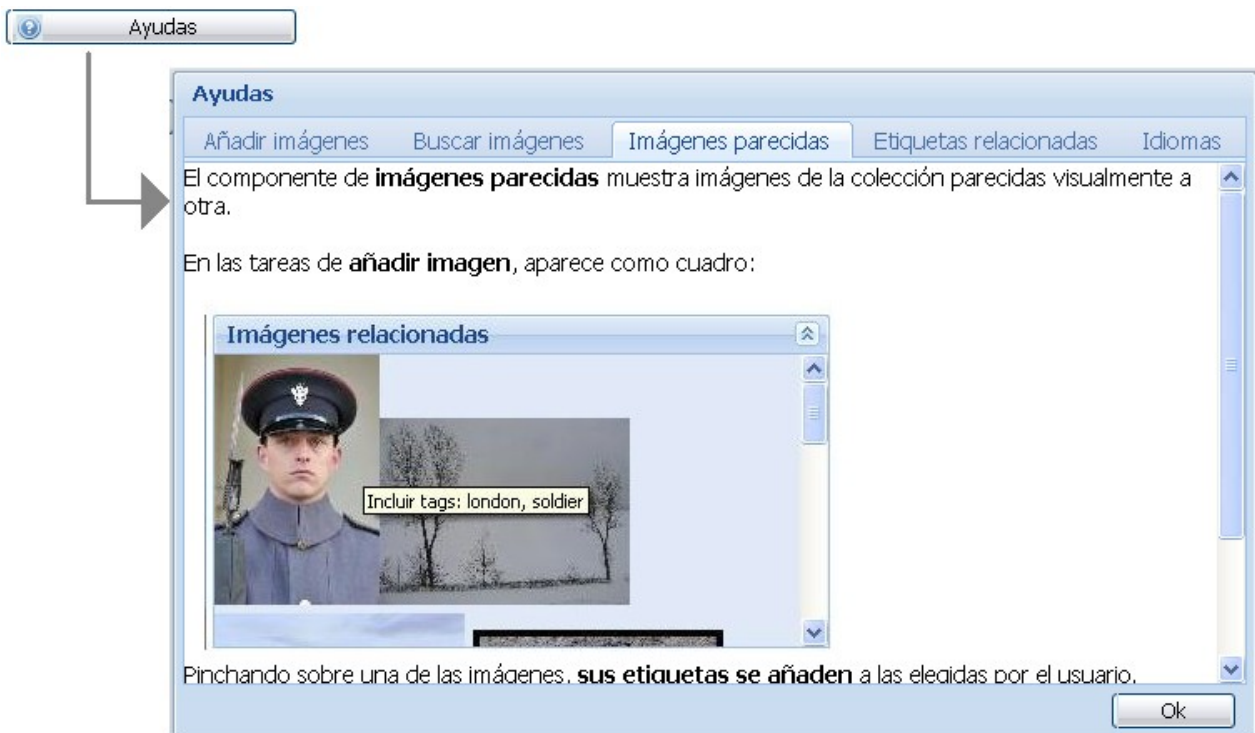 Ayudas
Ayudas
Añadir imágenes Buscar imágenes Imágenes parecidas Etiquetas relacionadas Idiomas
El componente de imágenes parecidas muestra imágenes de la colección parecidas visualmente a
otra.
En las tareas de añadir imagen, aparece como cuadro:
Imágenes relacionadas
Incluir tags: london, soldier
Pinchando sobre una de las imágenes, sus etiquetas se añaden a las elegidas por el usuario.
Ok